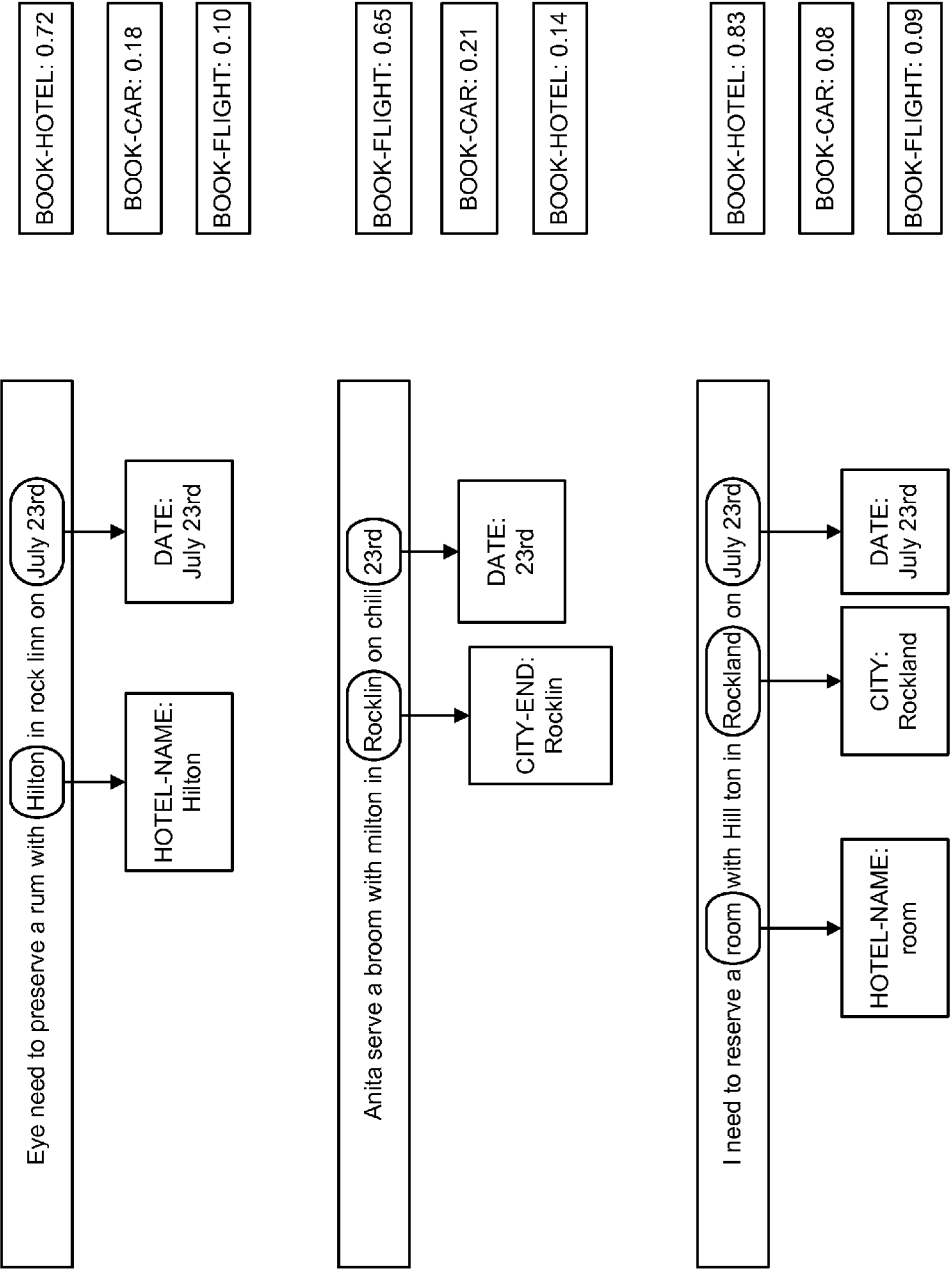 Eye need to preserve a rum with Hilton in rock linn on July 23rd
HOTEL-NAME:
Hilton
DATE:
July 23rd
BOOK-HOTEL: 0.72
BOOK-CAR: 0.18
BOOK-FLIGHT: 0.10
Anita serve a broom with milton in Rocklin on chili 23rd
CITY-END:
Rocklin
DATE:
23rd
BOOK-FLIGHT: 0.65
BOOK-CAR: 0.21
BOOK-HOTEL: 0.14
I need to reserve a room with Hill ton in Rockland on July 23rd
HOTEL-NAME:
room
CITY:
Rockland
DATE:
July 23rd
BOOK-HOTEL: 0.83
BOOK-CAR: 0.08
BOOK-FLIGHT: 0.09